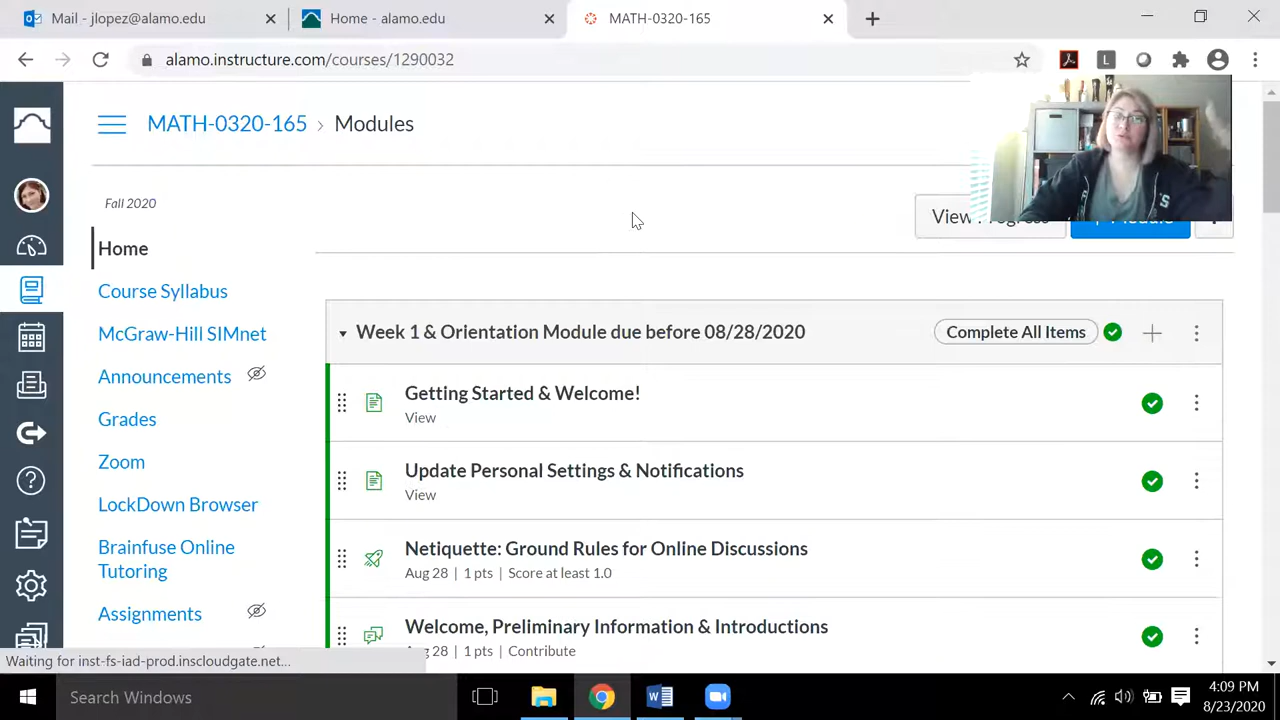 Mail - jlopez@alamo.edu
Home - alamo.edu
MATH-0320-165
alamo.instructure.com/courses/1290032
L
MATH-0320-165 › Modules
Fall 2020
Home
Course Syllabus
McGraw-Hill SIMnet
Announcements
Grades
Zoom
LockDown Browser
Brainfuse Online
Tutoring
Assignments
View Progress
+ Module
Week 1 & Orientation Module due before 08/28/2020
Complete All Items
Getting Started & Welcome!
View
Update Personal Settings & Notifications
View
Netiquette: Ground Rules for Online Discussions
Aug 28 | 1 pts | Score at least 1.0
Welcome, Preliminary Information & Introductions
Aug 28 | 1 pts | Contribute
Waiting for inst-fs-iad-prod.inscloudgate.net...
Search Windows
4:09 PM
8/23/2020